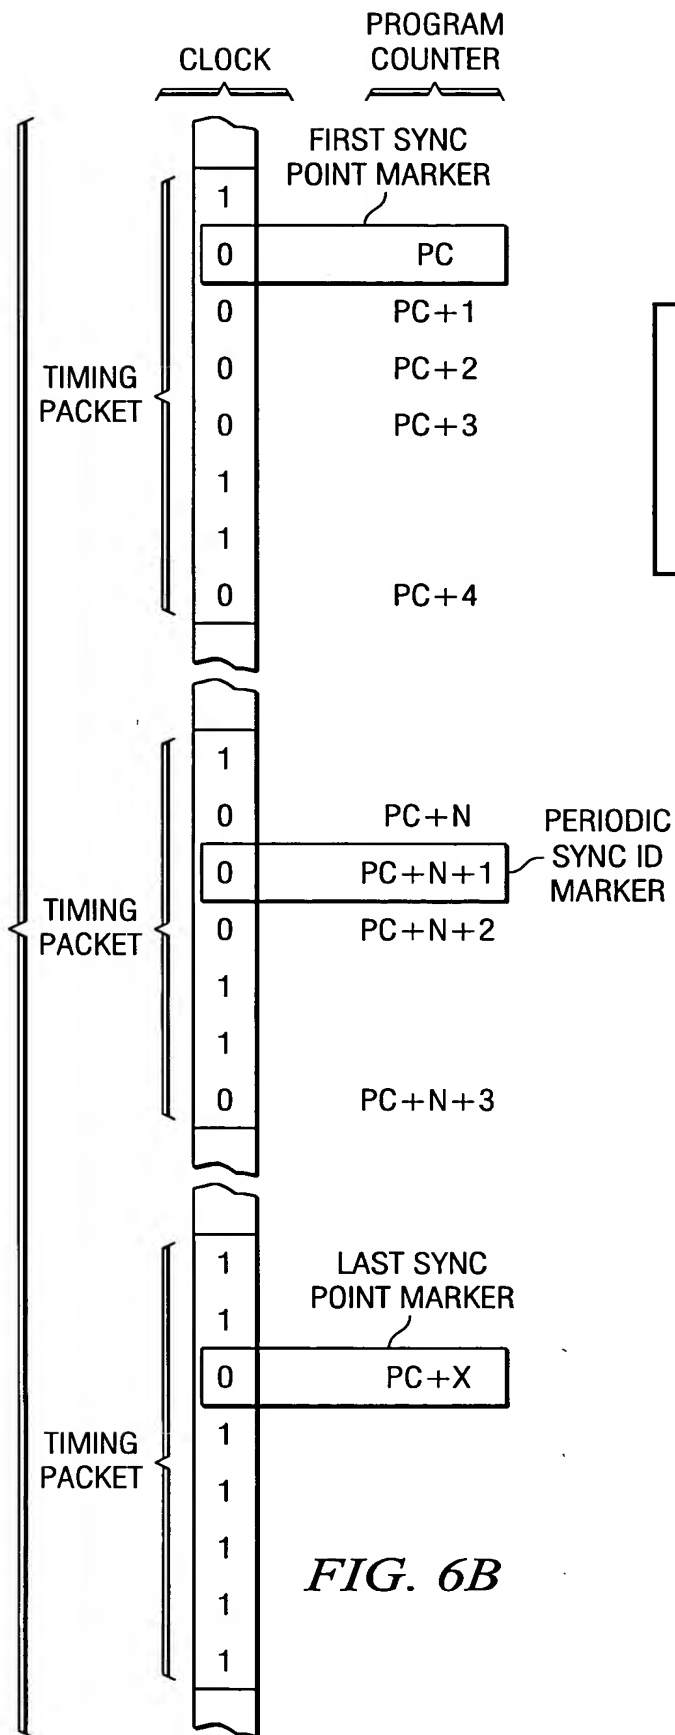 CLOCK
PROGRAM
COUNTER
FIRST SYNC
POINT MARKER
1
0 PC
0 PC+1
0 PC+2
TIMING
PACKET
0 PC+3
1
1
0 PC+4
1
0 PC+N
0 PC+N+1
PERIODIC
SYNC ID
MARKER
TIMING
PACKET
0 PC+N+2
1
1
0 PC+N+3
1
LAST SYNC
POINT MARKER
1
0 PC+X
1
TIMING
PACKET
1
1
1
1
FIG. 6B